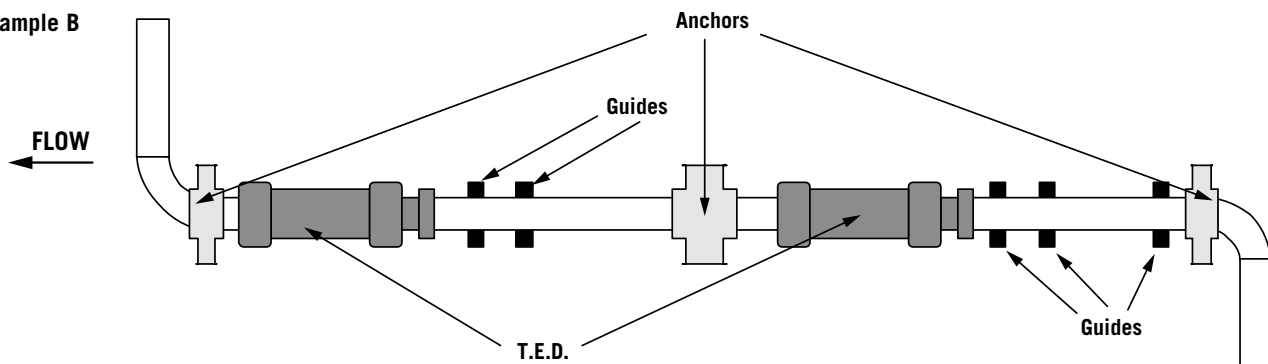 ample B
Anchors
Guides
FLOW
Guides
T.E.D.